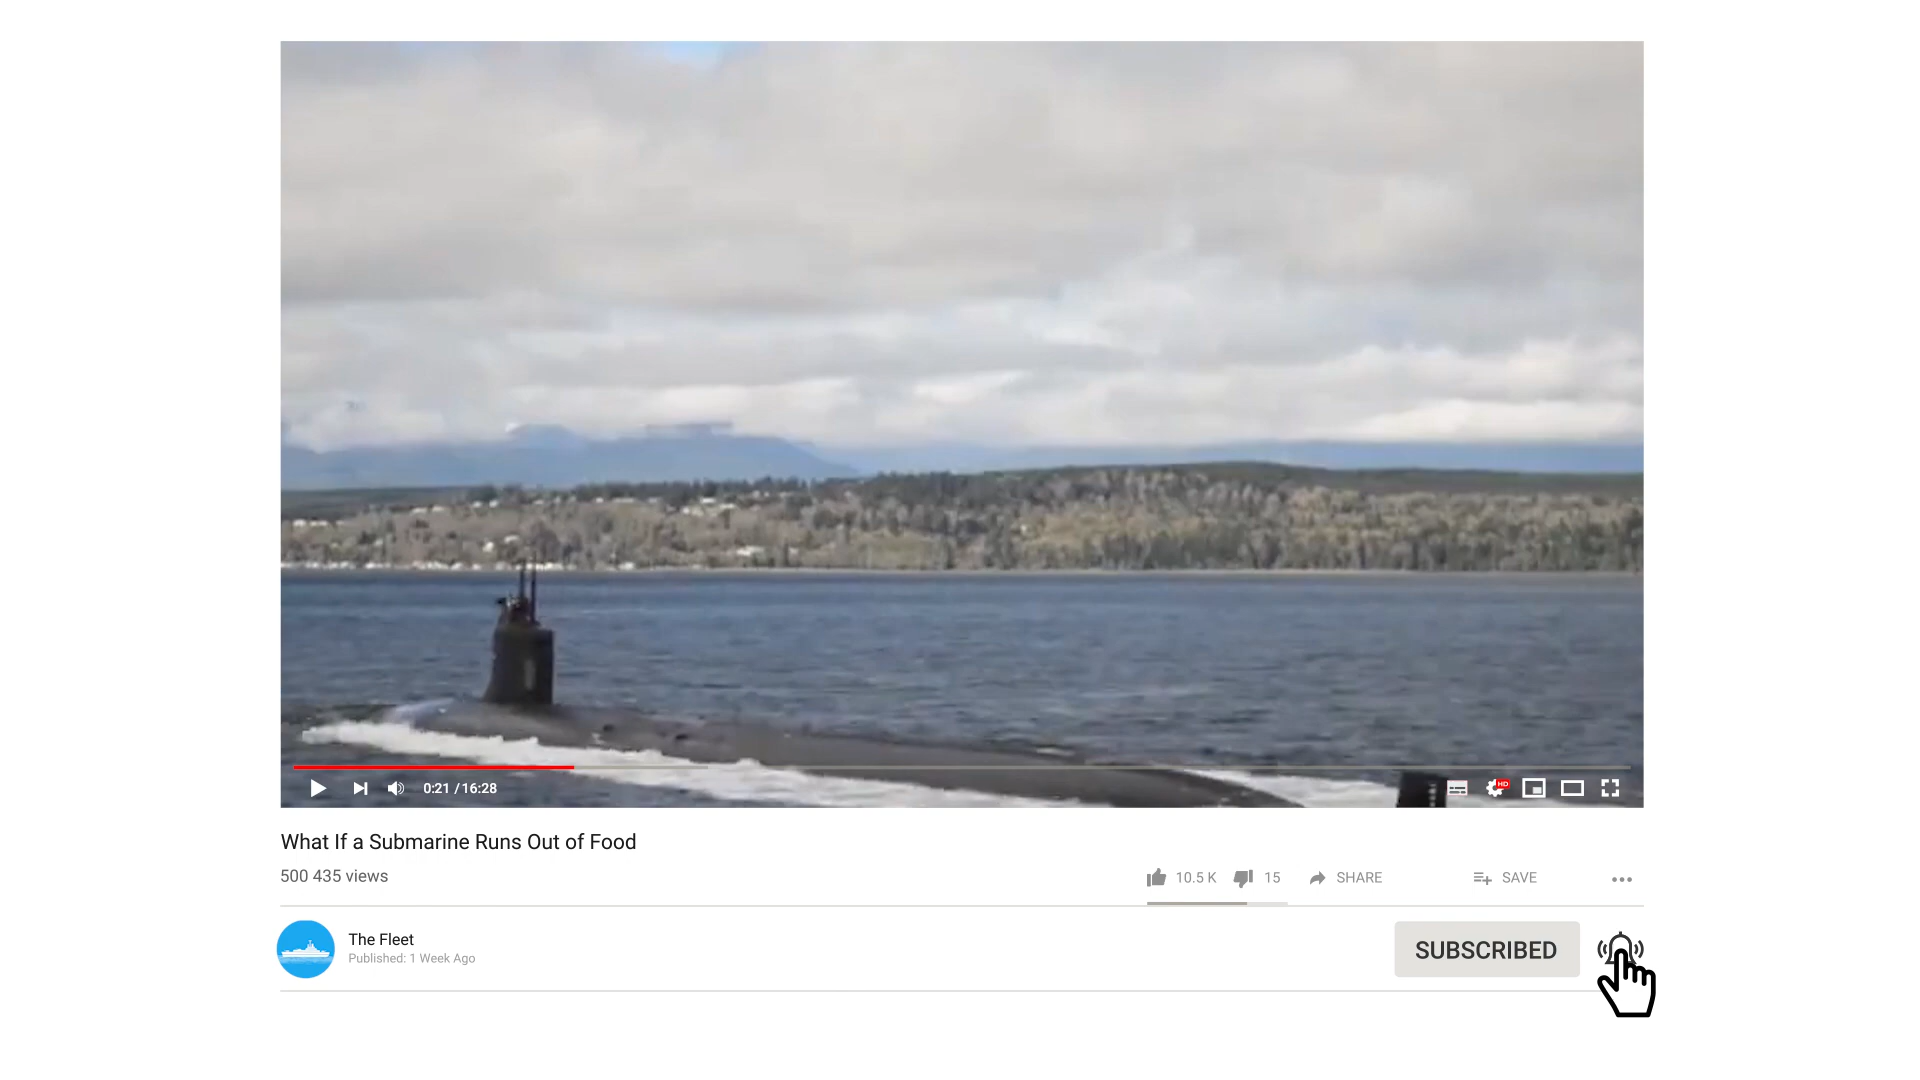 0:21 / 16:28
HD
What If a Submarine Runs Out of Food
500 435 views
10.5 K
15
SHARE
SAVE
The Fleet
Published: 1 Week Ago
SUBSCRIBED